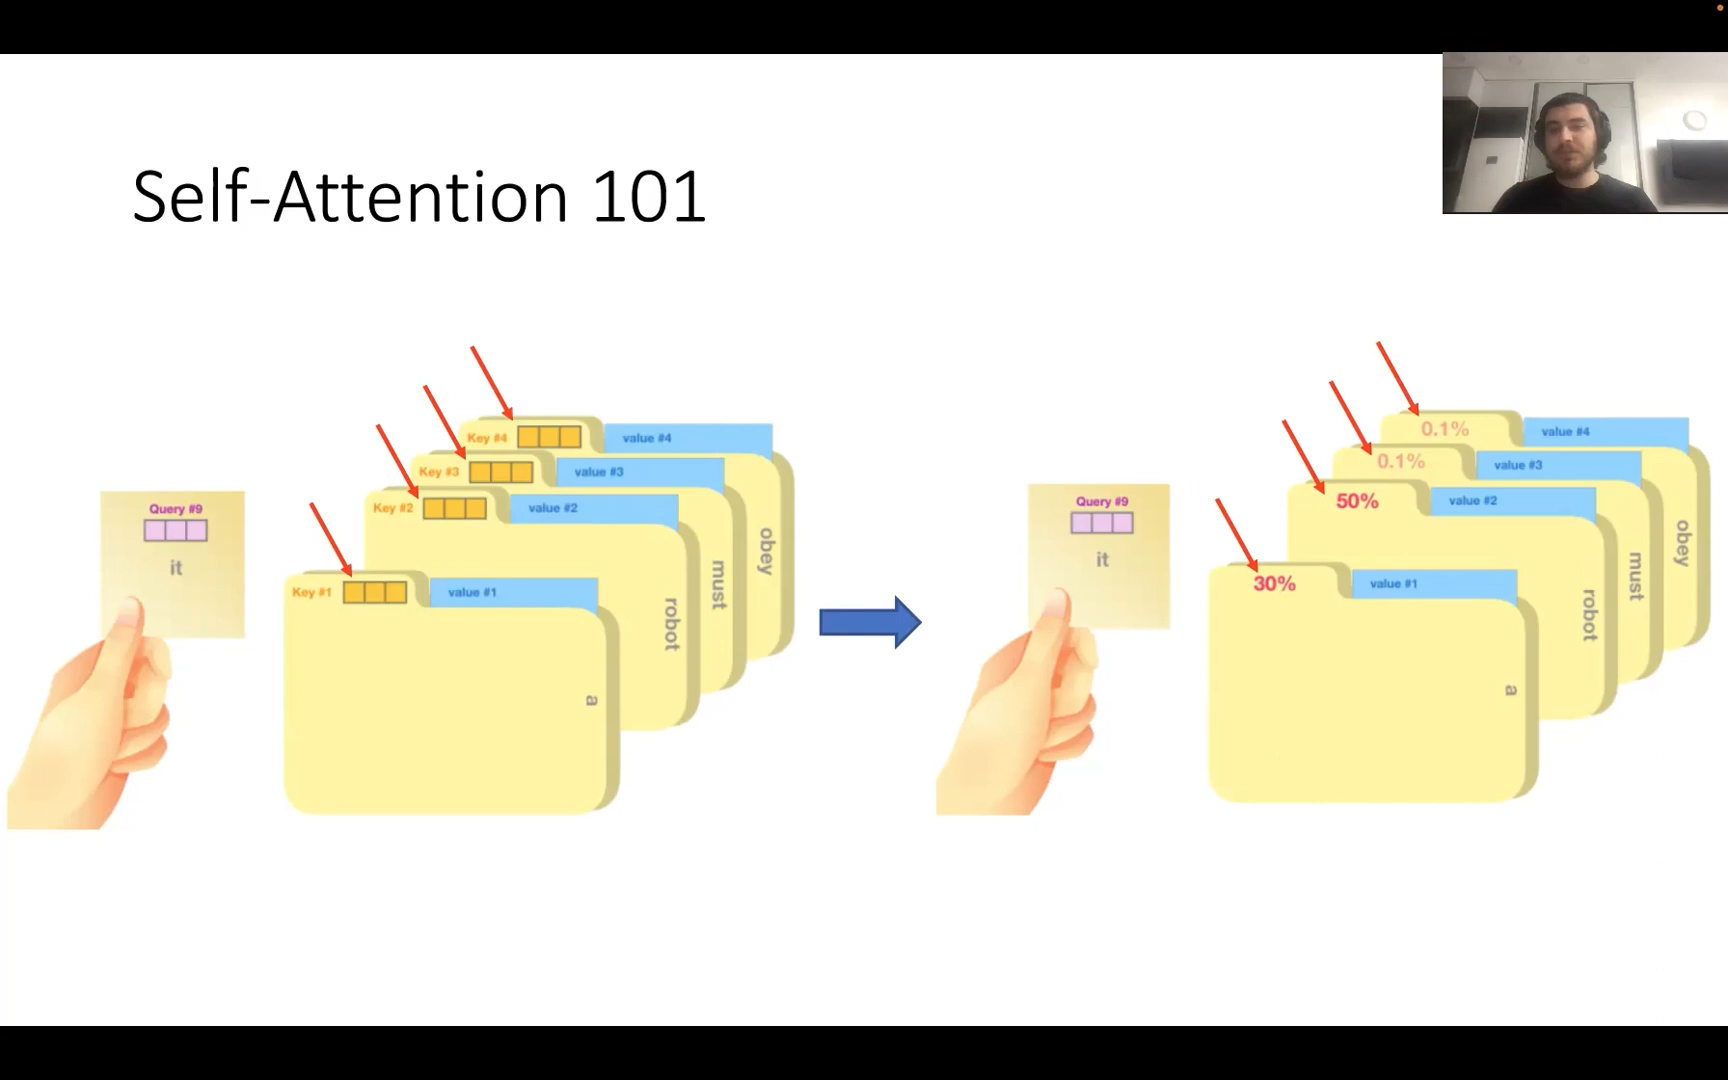 Self-Attention 101
Key #4
value #4
Key #3
value #3
Key #2
value #2
Key #1
value #1
Query #9
it
obey
must
robot
a
0.1%
value #4
0.1%
value #3
50%
value #2
30%
value #1
Query #9
it
obey
must
robot
a